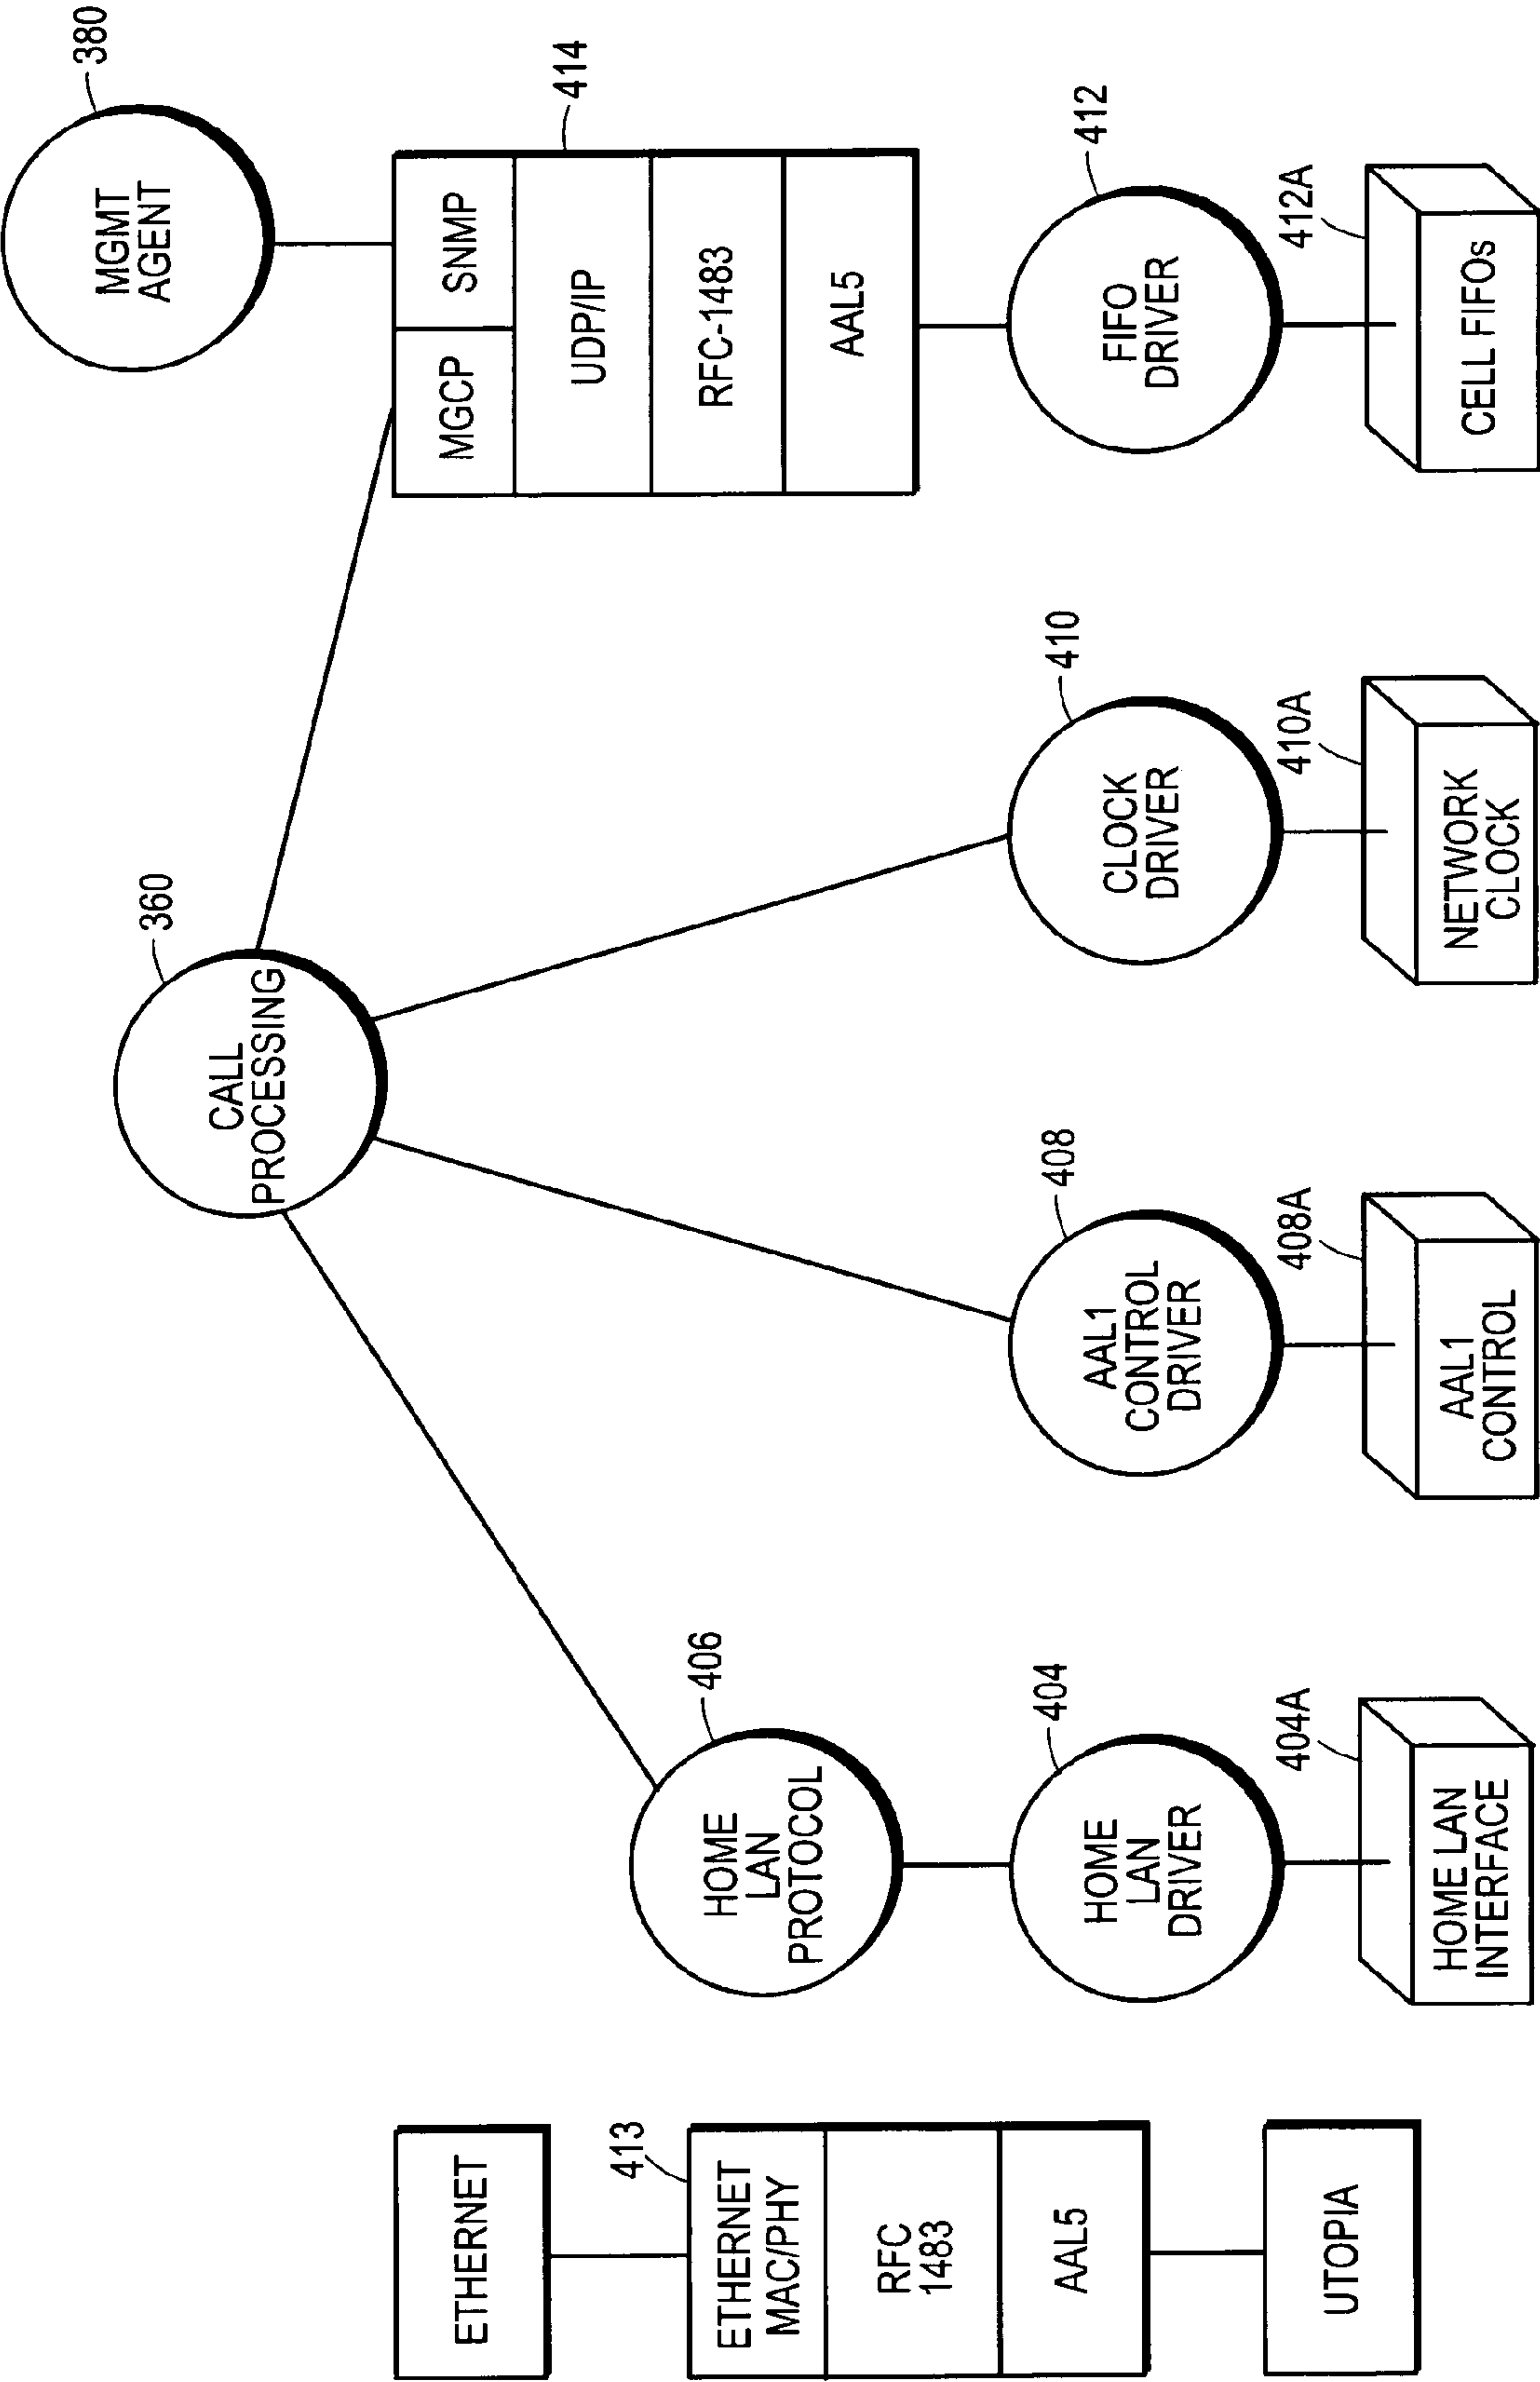 380
MGMT
AGENT
360
CALL
PROCESSING
414
MGCP
SNMP
UDP/IP
RFC-1483
AAL5
ETHERNET
413
ETHERNET
MAC/PHY
RFC
1483
AAL5
UTOPIA
406
HOME
LAN
PROTOCOL
404
HOME
LAN
DRIVER
408
AAL1
CONTROL
DRIVER
410
CLOCK
DRIVER
412
FIFO
DRIVER
404A
HOME LAN
INTERFACE
408A
AAL1
CONTROL
410A
NETWORK
CLOCK
412A
CELL FIFOs